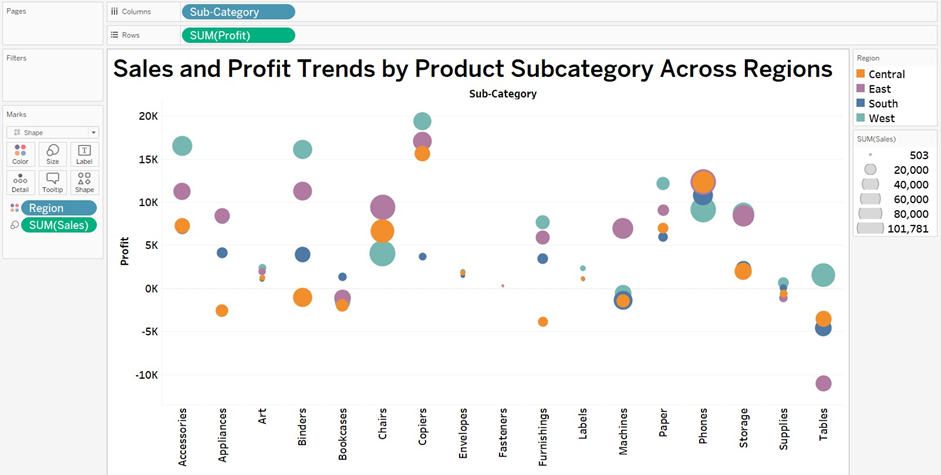 Pages
Columns
Sub-Category
Rows
SUM(Profit)
Filters
Marks
Shape
Color
Size
Label
Detail
Tooltip
Shape
Region
SUM(Sales)
Sales and Profit Trends by Product Subcategory Across Regions
Sub-Category
Profit
20K
15K
10K
5K
0K
-5K
-10K
Accessories
Appliances
Art
Binders
Bookcases
Chairs
Copiers
Envelopes
Fasteners
Furnishings
Labels
Machines
Paper
Phones
Storage
Supplies
Tables
Region
Central
East
South
West
SUM(Sales)
503
20,000
40,000
60,000
80,000
101,781